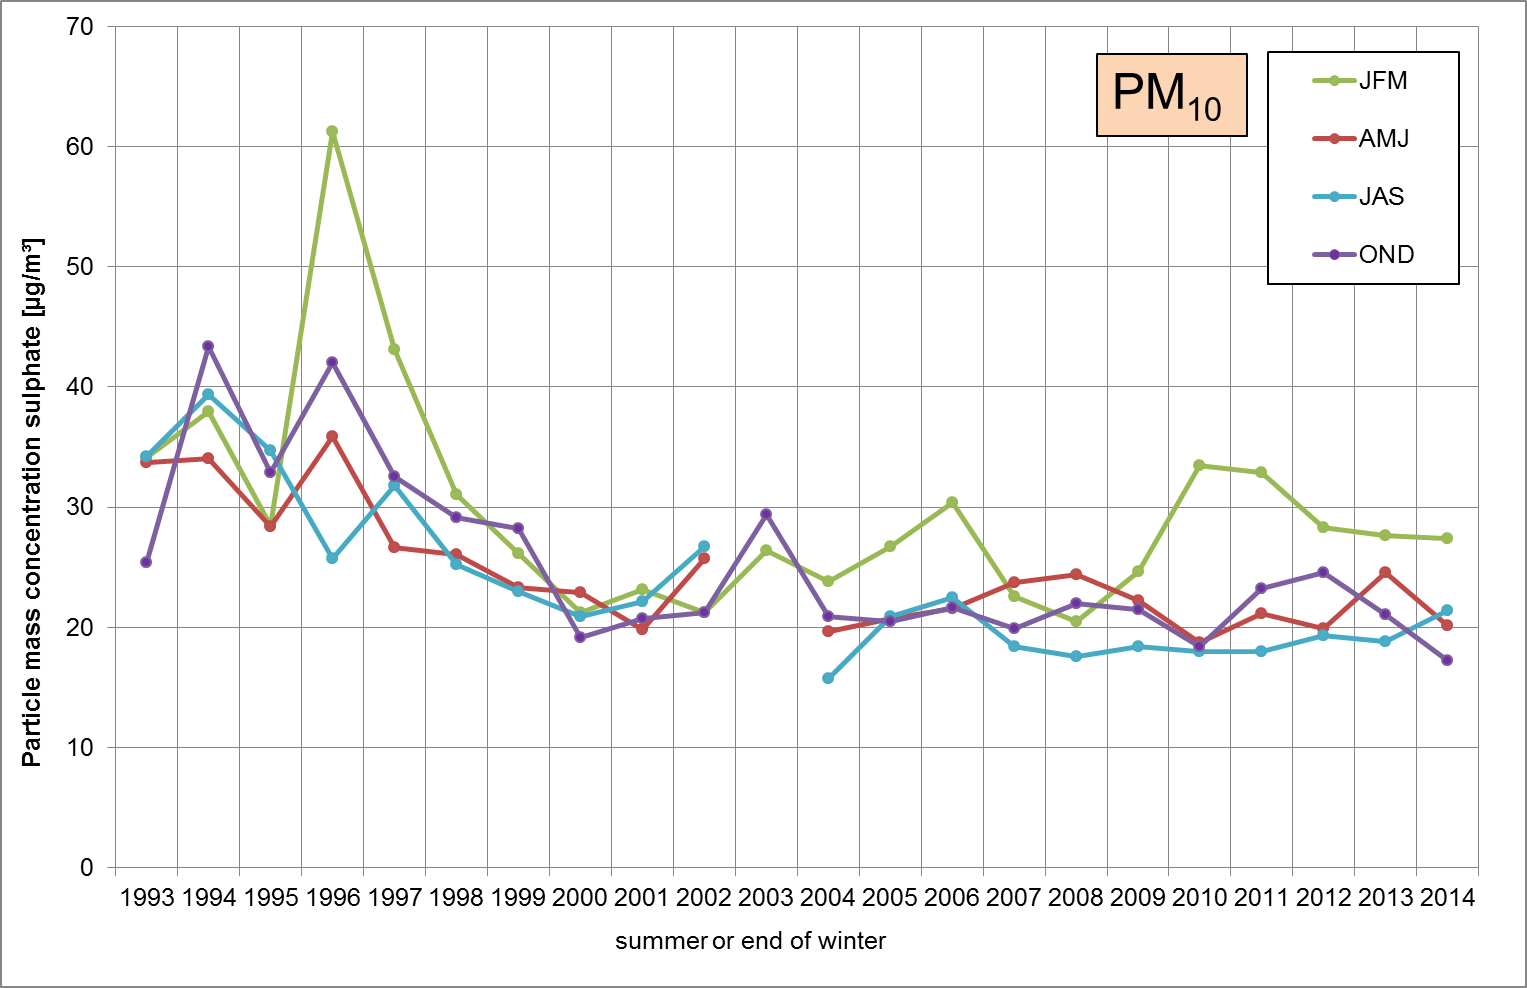 70
60
50
40
30
20
10
0
Particle mass concentration sulphate [µg/m³]
PM10
JFM
AMJ
JAS
OND
1993 1994 1995 1996 1997 1998 1999 2000 2001 2002 2003 2004 2005 2006 2007 2008 2009 2010 2011 2012 2013 2014
summer or end of winter